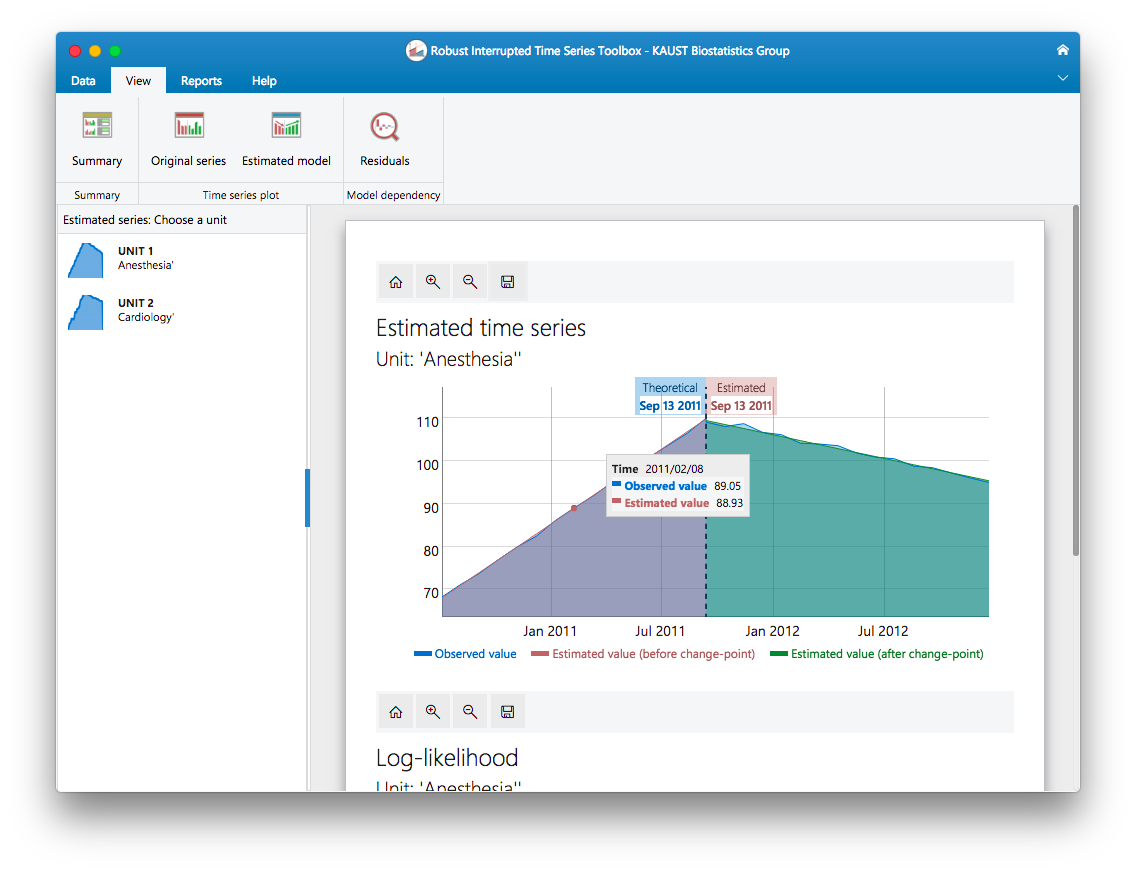 Robust Interrupted Time Series Toolbox - KAUST Biostatistics Group
Data View Reports Help
Summary Original series Estimated model Residuals
Summary Time series plot Model dependency
Estimated series: Choose a unit
UNIT 1
Anesthesia'
UNIT 2
Cardiology'
Estimated time series
Unit: 'Anesthesia''
Theoretical Estimated
Sep 13 2011 Sep 13 2011
110
100
90
80
70
Time 2011/02/08
Observed value 89.05
Estimated value 88.93
Jan 2011 Jul 2011 Jan 2012 Jul 2012
Observed value Estimated value (before change-point) Estimated value (after change-point)
Log-likelihood
Unit: 'Anesthesia''